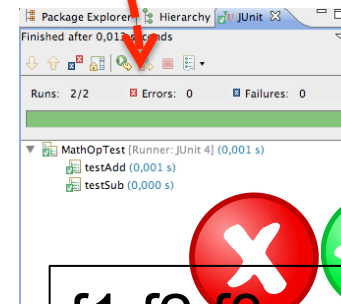 Package Explorer Hierarchy JUnit
Finished after 0,013 seconds
Runs: 2/2 Errors: 0 Failures: 0
MathOpTest [Runner: JUnit 4] (0,001 s)
testAdd (0,001 s)
testSub (0,000 s)